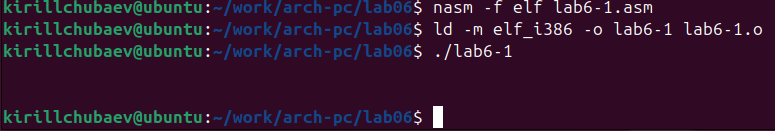 kirillchubaev@ubuntu:~/work/arch-pc/lab06$ nasm -f elf lab6-1.asm
kirillchubaev@ubuntu:~/work/arch-pc/lab06$ ld -m elf_i386 -o lab6-1 lab6-1.o
kirillchubaev@ubuntu:~/work/arch-pc/lab06$ ./lab6-1
kirillchubaev@ubuntu:~/work/arch-pc/lab06$